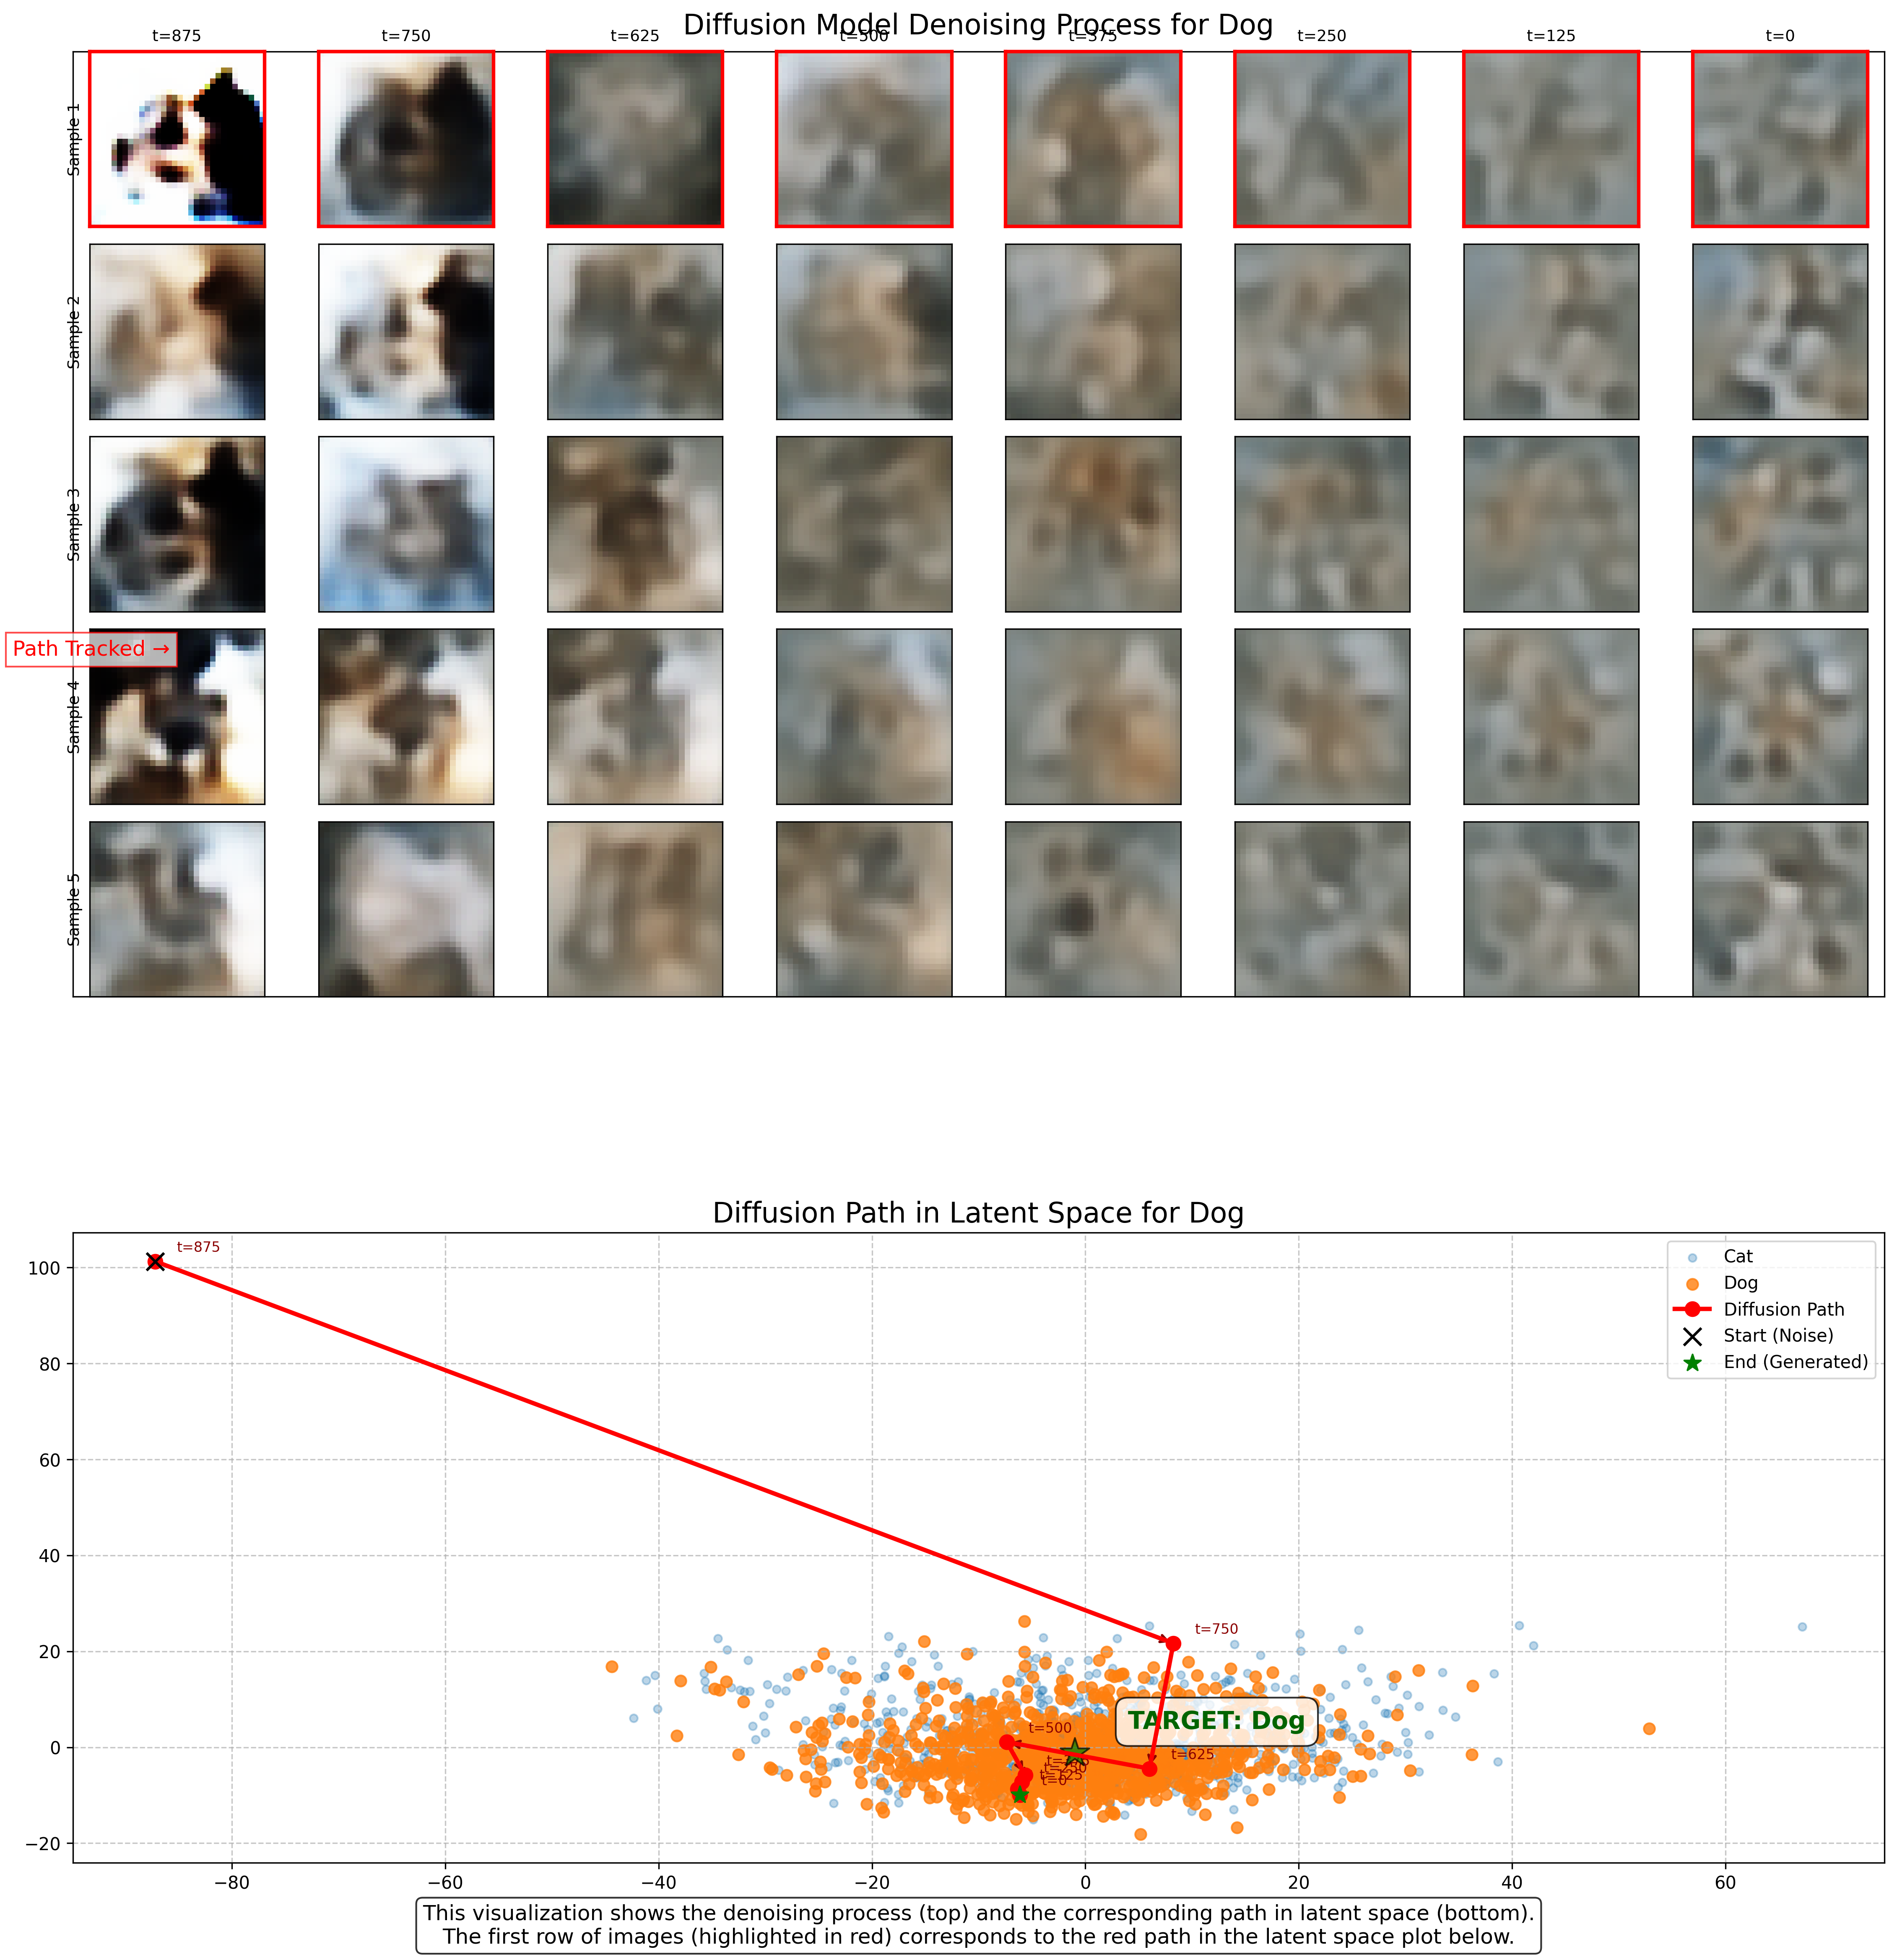 Diffusion Model Denoising Process for Dog
t=875 t=750 t=625 t=500 t=375 t=250 t=125 t=0
Sample 1
Sample 2
Sample 3
Path Tracked →
Sample 4
Sample 5
Diffusion Path in Latent Space for Dog
t=875
Cat
Dog
Diffusion Path
Start (Noise)
End (Generated)
t=750
TARGET: Dog
t=500
t=625
t=250
t=125
t=0
100
80
60
40
20
0
−20
−80 −60 −40 −20 0 20 40 60
This visualization shows the denoising process (top) and the corresponding path in latent space (bottom).
The first row of images (highlighted in red) corresponds to the red path in the latent space plot below.